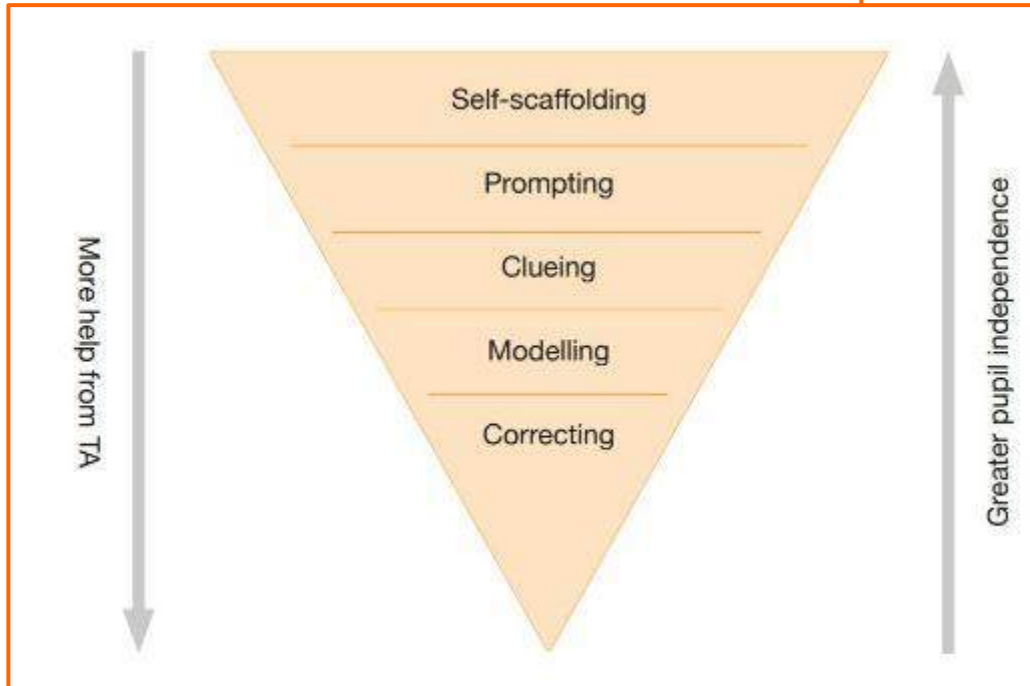 Self-scaffolding
Prompting
Clueing
Modelling
Correcting
More help from TA
Greater pupil independence